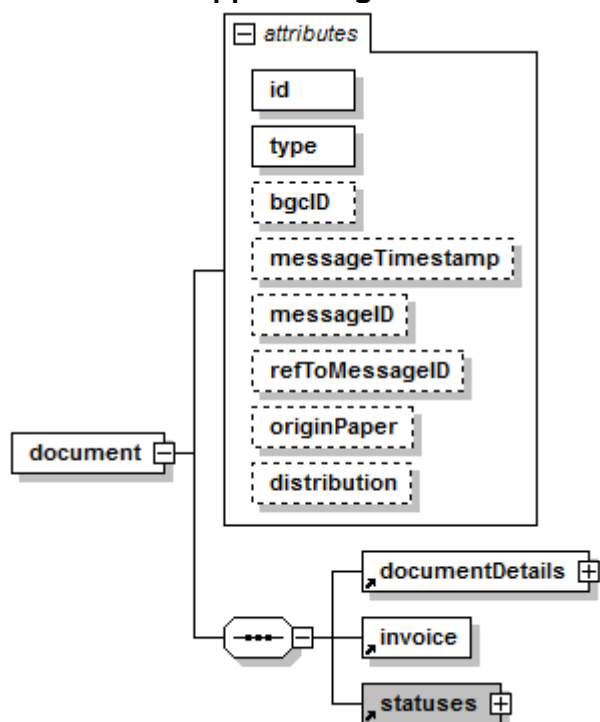 attributes
id
type
bgcID
messageTimestamp
messageID
refToMessageID
originPaper
distribution
document
documentDetails
invoice
statuses